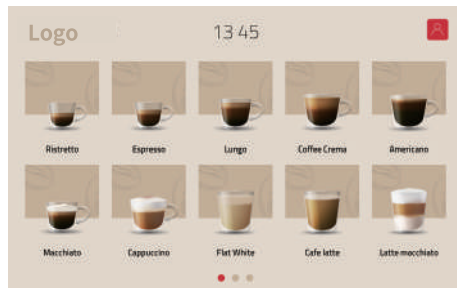 Logo
13 45
Ristretto Espresso Lungo Coffee Crema Americano
Macchiato Cappuccino Flat White Cafe latte Latte macchiato